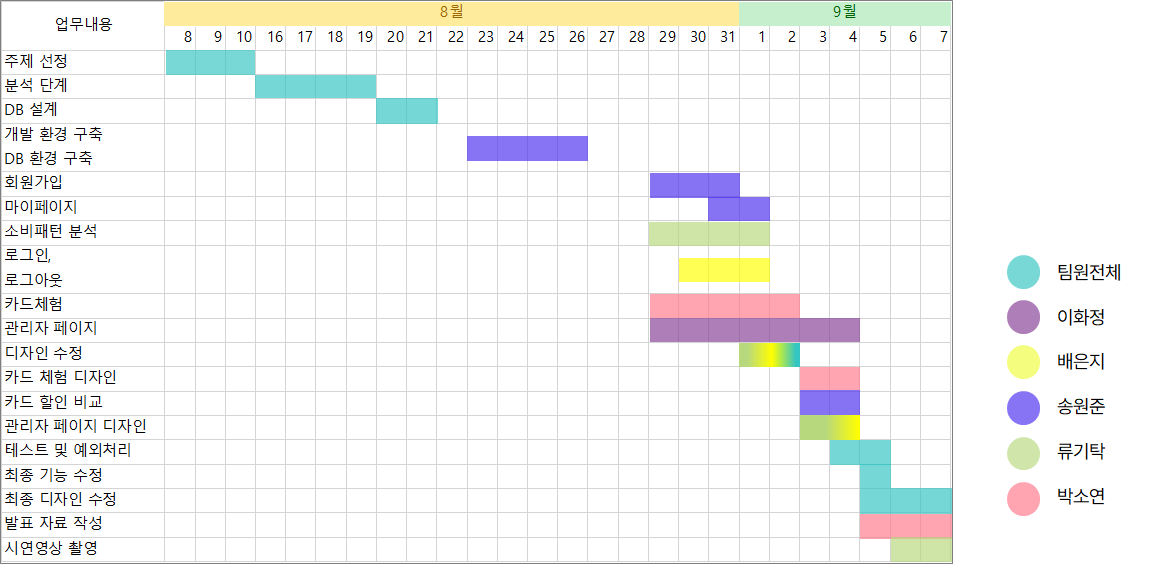 업무내용
8월
9월
8 9 10 16 17 18 19 20 21 22 23 24 25 26 27 28 29 30 31 1 2 3 4 5 6 7
주제 선정
분석 단계
DB 설계
개발 환경 구축
DB 환경 구축
회원가입
마이페이지
소비패턴 분석
로그인,
로그아웃
카드체험
관리자 페이지
디자인 수정
카드 체험 디자인
카드 할인 비교
관리자 페이지 디자인
테스트 및 예외처리
최종 기능 수정
최종 디자인 수정
발표 자료 작성
시연영상 촬영
팀원전체
이화정
배은지
송원준
류기탁
박소연